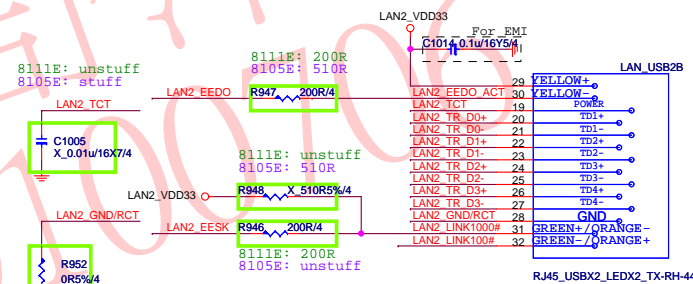 LAN2_VDD33
For EMI
C1014 0.1u/16Y5/4
LAN_USB2B
8111E: unstuff
8105E: stuff
8111E: 200R
8105E: 510R
LAN2_TCT
LAN2_EEDO
R947
200R/4
C1005
X_0.01u/16X7/4
29 YELLOW+
LAN2_EEDO_ACT 30 YELLOW-
LAN2_TCT 19 POWER
LAN2_TR_D0+ 20 TD1+
LAN2_TR_D0- 21 TD1-
LAN2_TR_D1+ 22 TD2+
LAN2_TR_D1- 23 TD2-
LAN2_TR_D2+ 24 TD3+
LAN2_TR_D2- 25 TD3-
LAN2_TR_D3+ 26 TD4+
LAN2_TR_D3- 27 TD4-
LAN2_GND/RCT 28 GND
LAN2_LINK1000# 31 GREEN+/ORANGE-
LAN2_LINK100# 32 GREEN-/ORANGE+
8111E: unstuff
8105E: 510R
LAN2_VDD33
R948
X_510R5%/4
LAN2_GND/RCT
LAN2_EESK
R946
200R/4
8111E: 200R
8105E: unstuff
R952
0R5%/4
RJ45_USBX2_LEDX2_TX-RH-44